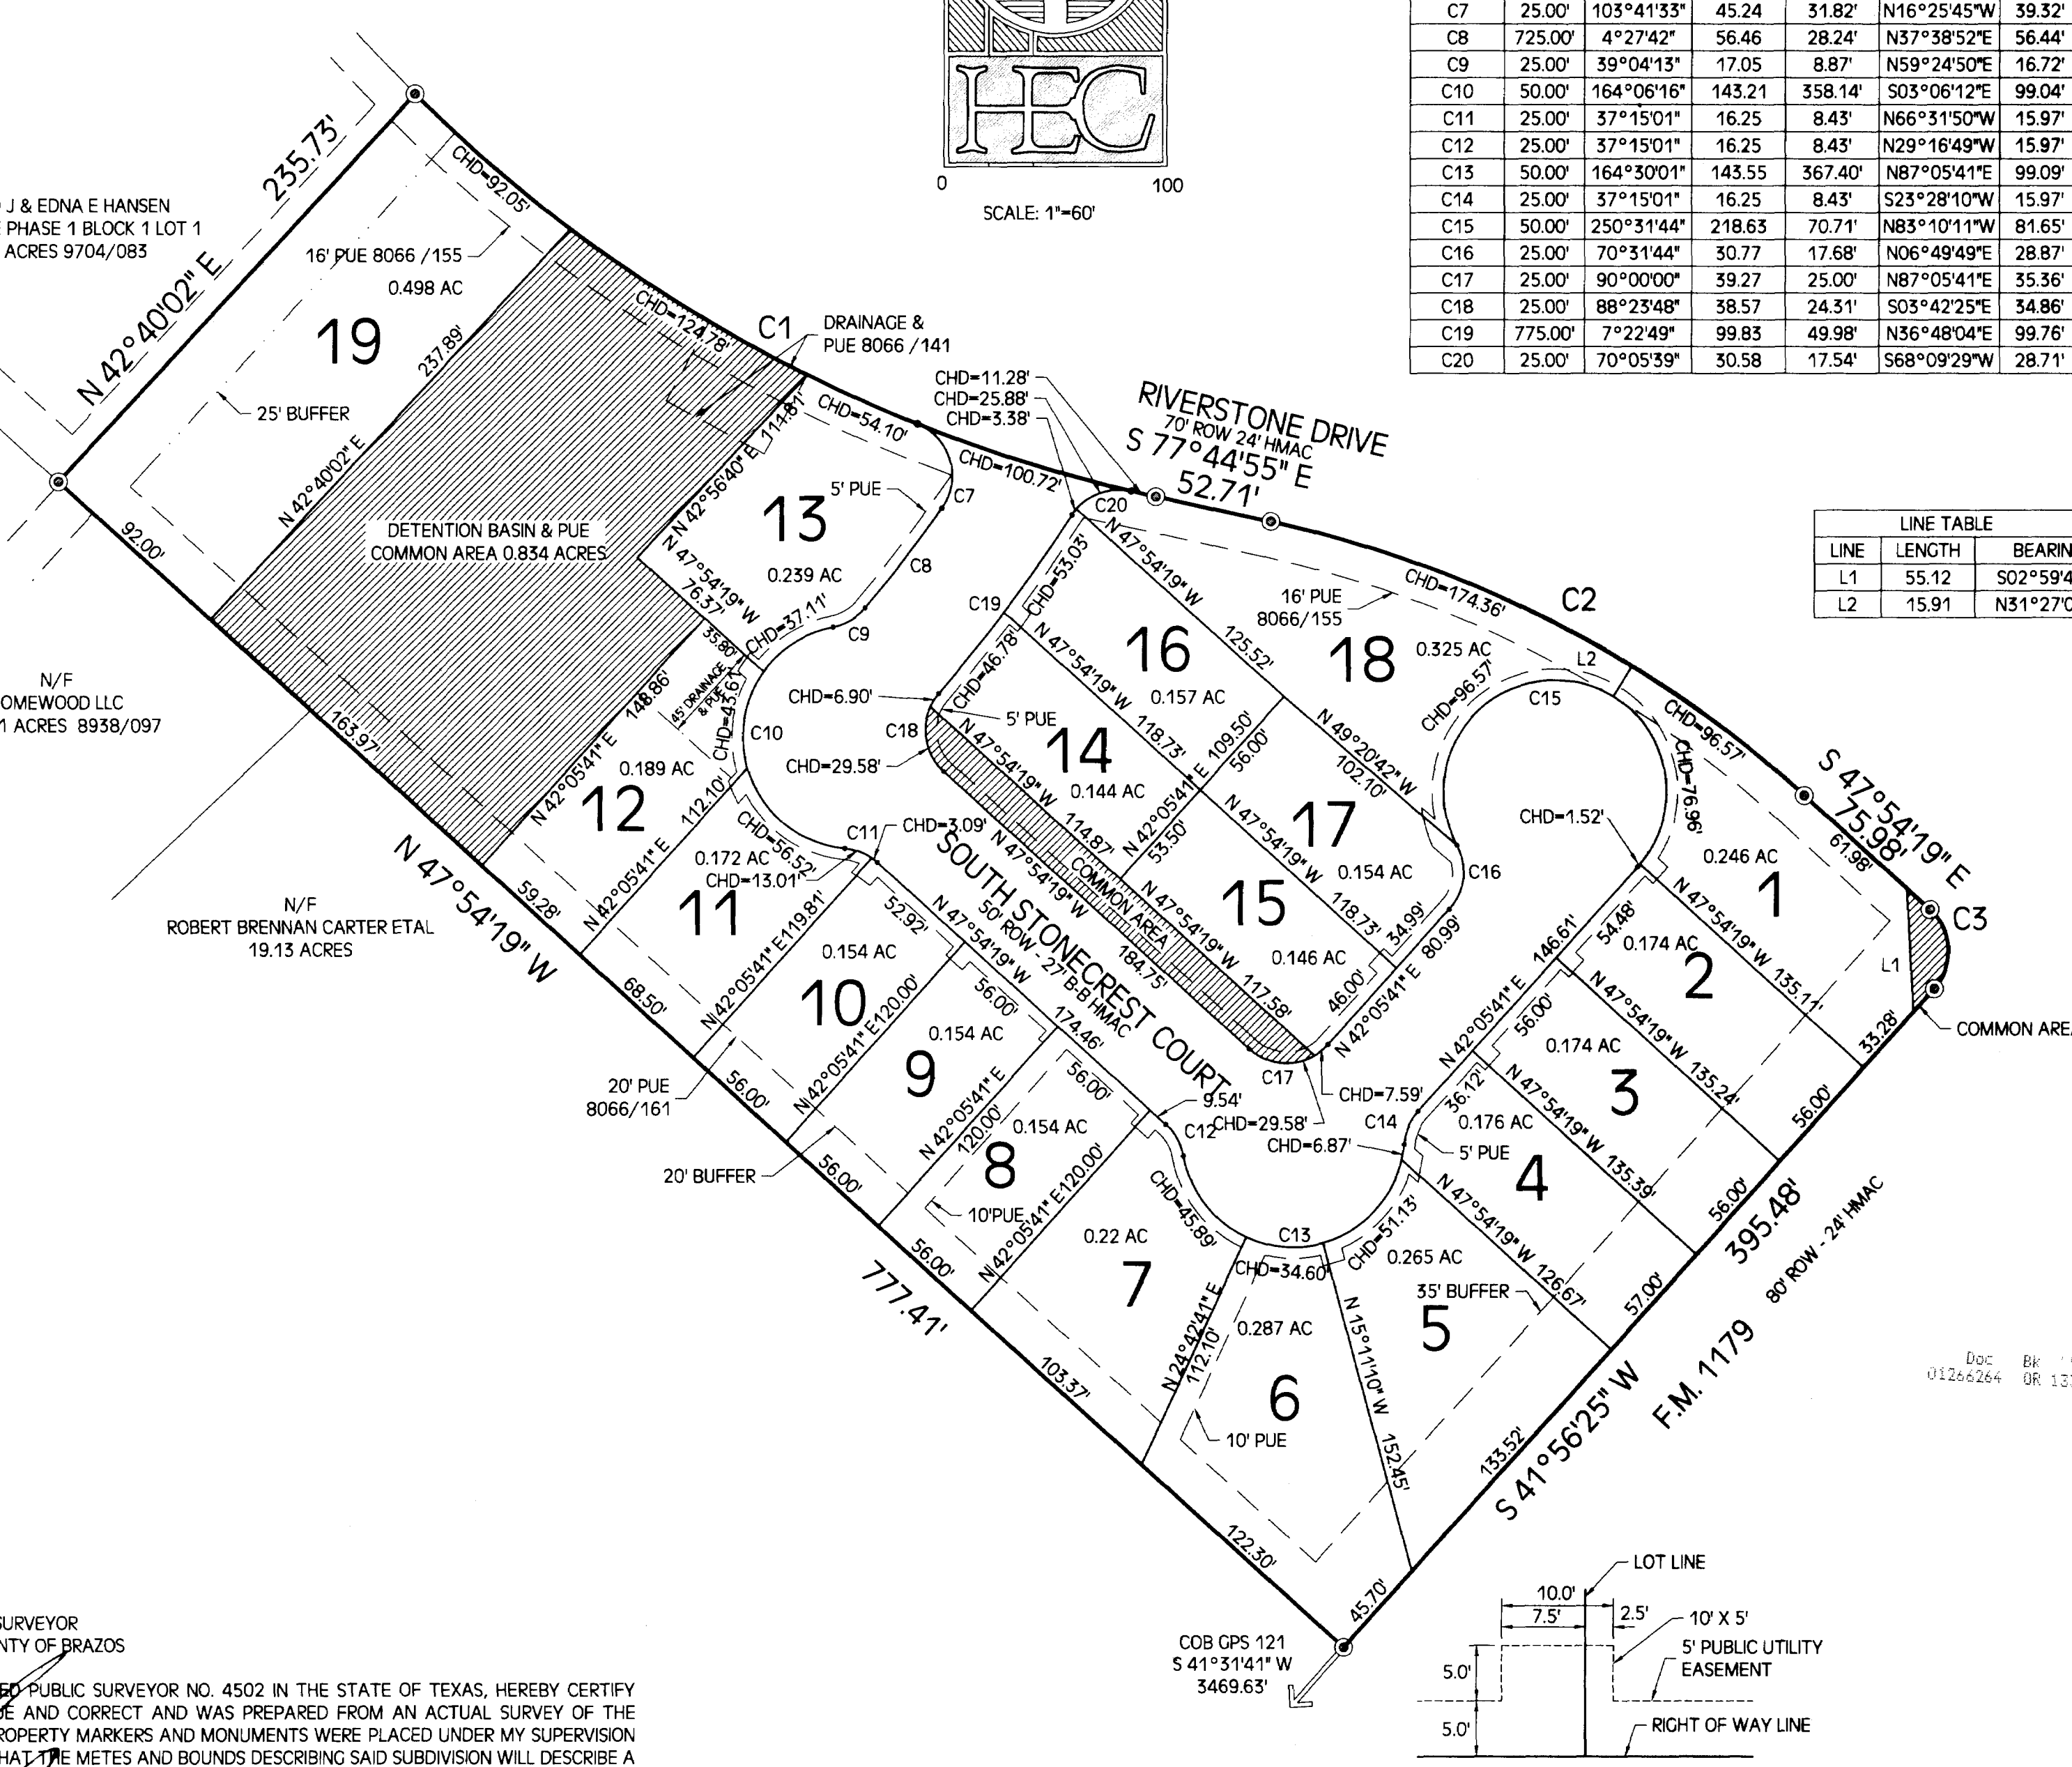 C7 25.00' 103°41'33" 45.24 31.82' N16°25'45"W 39.32'
C8 725.00' 4°27'42" 56.46 28.24' N37°38'52"E 56.44'
C9 25.00' 39°04'13" 17.05 8.87' N59°24'50"E 16.72'
C10 50.00' 164°06'16" 143.21 358.14' S03°06'12"E 99.04'
C11 25.00' 37°15'01" 16.25 8.43' N66°31'50"W 15.97'
C12 25.00' 37°15'01" 16.25 8.43' N29°16'49"W 15.97'
C13 50.00' 164°30'01" 143.55 367.40' N87°05'41"E 99.09'
C14 25.00' 37°15'01" 16.25 8.43' S23°28'10"W 15.97'
C15 50.00' 250°31'44" 218.63 70.71' N83°10'11"W 81.65'
C16 25.00' 70°31'44" 30.77 17.68' N06°49'49"E 28.87'
C17 25.00' 90°00'00" 39.27 25.00' N87°05'41"E 35.36'
C18 25.00' 88°23'48" 38.57 24.31' S03°42'25"E 34.86'
C19 775.00' 7°22'49" 99.83 49.98' N36°48'04"E 99.76'
C20 25.00' 70°05'39" 30.58 17.54' S68°09'29"W 28.71'
HEC
0 100
SCALE: 1"=60'
LINE TABLE
LINE LENGTH BEARIN
L1 55.12 S02°59'4
L2 15.91 N31°27'0
J & EDNA E HANSEN
PHASE 1 BLOCK 1 LOT 1
ACRES 9704/083
N 42°40'02" E
235.73'
CHD=92.05'
16' PUE 8066 /155
0.498 AC
19
237.89'
N 42°40'02" E
25' BUFFER
92.00'
CHD=124.78'
C1
DRAINAGE &
PUE 8066 /141
DETENTION BASIN & PUE
COMMON AREA 0.834 ACRES
163.97'
N/F
OMEWOOD LLC
1 ACRES 8938/097
N/F
ROBERT BRENNAN CARTER ETAL
19.13 ACRES
114.81'
N 42°56'40" E
CHD=54.10'
5' PUE
13
0.239 AC
N 47°54'19" W
76.37'
CHD=37.11'
C7
C8
C9
CHD=11.28'
CHD=25.88'
CHD=3.38'
CHD=100.72'
C20
RIVERSTONE DRIVE
70' ROW 24' HMAC
S 77°44'55" E
52.71'
35.80'
45' DRAINAGE
& PUE
CHD=43.61'
C10
148.86'
N 42°05'41" E
0.189 AC
12
112.10'
N 42°05'41" E
59.28'
N 47°54'19" W
CHD=56.52'
C11
CHD=3.09'
CHD=13.01'
0.172 AC
11
N 42°05'41" E 119.81'
68.50'
52.92'
0.154 AC
10
N 42°05'41" E 120.00'
20' PUE
8066/161
56.00'
N 47°54'19" W
174.46'
56.00'
0.154 AC
9
N 42°05'41" E
120.00'
20' BUFFER
56.00'
56.00'
0.154 AC
8
10'PUE
N 42°05'41" E 120.00'
56.00'
777.41'
9.54'
C12
CHD=45.89'
0.22 AC
7
N 24°42'41" E
112.10'
103.37'
C13
CHD=34.60'
0.287 AC
6
10' PUE
122.30'
N 15°11'10" W
152.45'
45.70'
CHD=51.13'
0.265 AC
35' BUFFER
5
133.52'
S 41°56'25" W
395.48'
F.M. 1179
80' ROW - 24' HMAC
C19
CHD=53.03'
CHD=46.78'
CHD=6.90'
C18
CHD=29.58'
5' PUE
N 47°54'19" W
125.52'
16
0.157 AC
N 47°54'19" W
118.73'
14
0.144 AC
N 47°54'19" W
114.87'
109.50'
56.00'
N 42°05'41" E
53.50'
COMMON AREA
N 47°54'19" W
184.75'
SOUTH STONECREST COURT
50' ROW - 27' B-B HMAC
N 49°20'42" W
102.10'
17
0.154 AC
N 47°54'19" W
118.73'
15
0.146 AC
N 47°54'19" W
117.58'
34.99'
46.00'
80.99'
N 42°05'41" E
C16
C17
CHD=7.59'
CHD=29.58'
CHD=6.87'
C14
16' PUE
8066/155
CHD=174.36'
C2
18
0.325 AC
CHD=96.57'
L2
C15
CHD=96.57'
CHD=76.96'
CHD=1.52'
S 47°54'19" E
75.98'
61.98'
0.246 AC
1
C3
L1
COMMON ARE
33.28'
N 47°54'19" W 135.11'
146.61'
54.48'
N 42°05'41" E
0.174 AC
2
N 47°54'19" W 135.24'
56.00'
56.00'
0.174 AC
3
N 47°54'19" W 135.39'
56.00'
36.12'
0.176 AC
4
5' PUE
N 47°54'19" W 126.67'
57.00'
Doc Bk
01266264 OR 13
COB GPS 121
S 41°31'41" W
3469.63'
LOT LINE
10.0'
7.5' 2.5'
10' X 5'
5' PUBLIC UTILITY
EASEMENT
5.0'
5.0'
RIGHT OF WAY LINE
SURVEYOR
NTY OF BRAZOS
ED PUBLIC SURVEYOR NO. 4502 IN THE STATE OF TEXAS, HEREBY CERTIFY
UE AND CORRECT AND WAS PREPARED FROM AN ACTUAL SURVEY OF THE
ROPERTY MARKERS AND MONUMENTS WERE PLACED UNDER MY SUPERVISION
HAT THE METES AND BOUNDS DESCRIBING SAID SUBDIVISION WILL DESCRIBE A